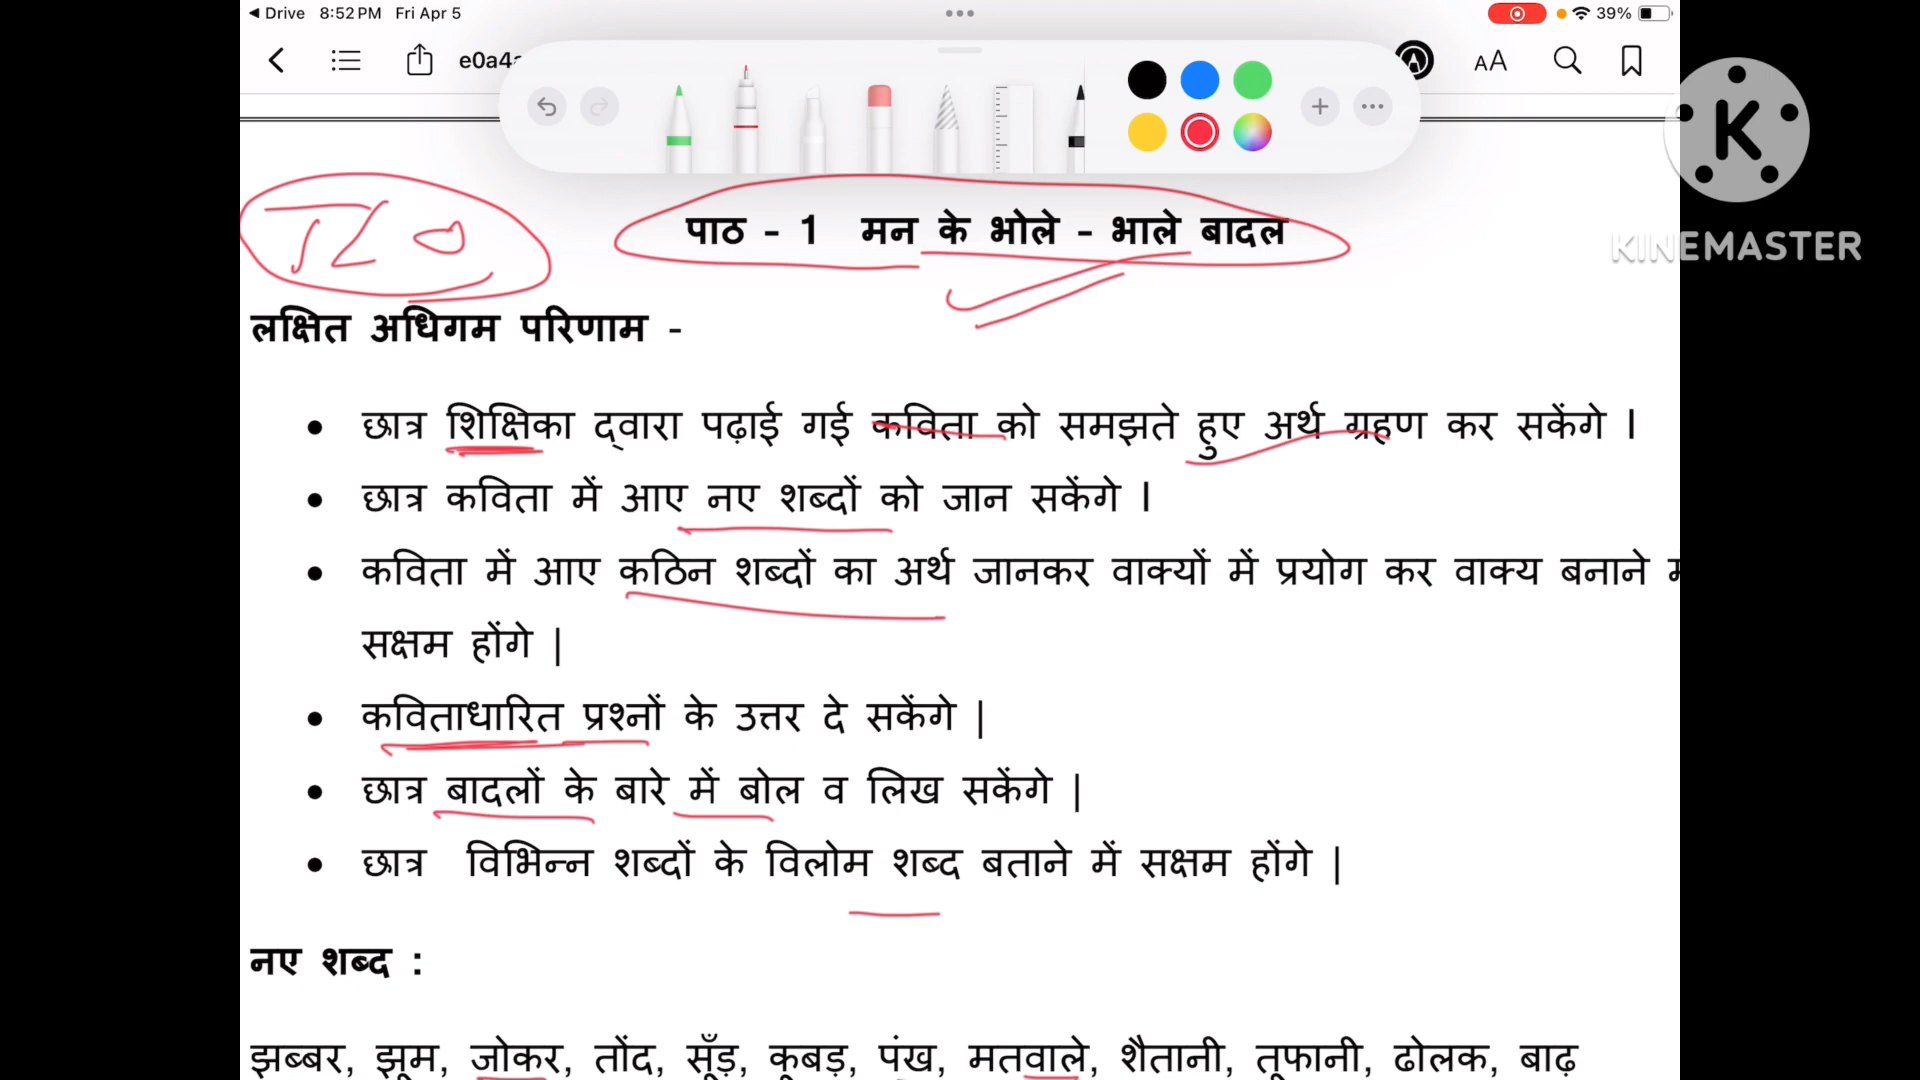 Drive 8:52 PM Fri Apr 5 39%
AA
पाठ - 1 मन के भोले - भाले बादल
TLO
KINEMASTER
लक्षित अधिगम परिणाम -
• छात्र शिक्षिका द्वारा पढ़ाई गई कविता को समझते हुए अर्थ ग्रहण कर सकेंगे ।
• छात्र कविता में आए नए शब्दों को जान सकेंगे ।
• कविता में आए कठिन शब्दों का अर्थ जानकर वाक्यों में प्रयोग कर वाक्य बनाने
सक्षम होंगे |
• कविताधारित प्रश्नों के उत्तर दे सकेंगे |
• छात्र बादलों के बारे में बोल व लिख सकेंगे |
• छात्र विभिन्न शब्दों के विलोम शब्द बताने में सक्षम होंगे |
नए शब्द :
झब्बर, झूम, जोकर, तोंद, सूँड़, कूबड़, पंख, मतवाले, शैतानी, तूफानी, ढोलक, बाढ़